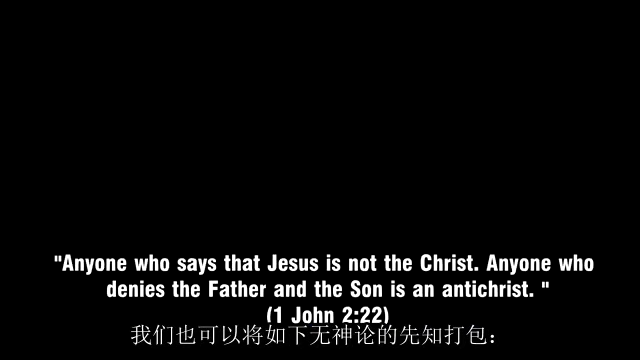 "Anyone who says that Jesus is not the Christ. Anyone who
denies the Father and the Son is an antichrist. "
(1 John 2:22)
我们也可以将如下无神论的先知打包：